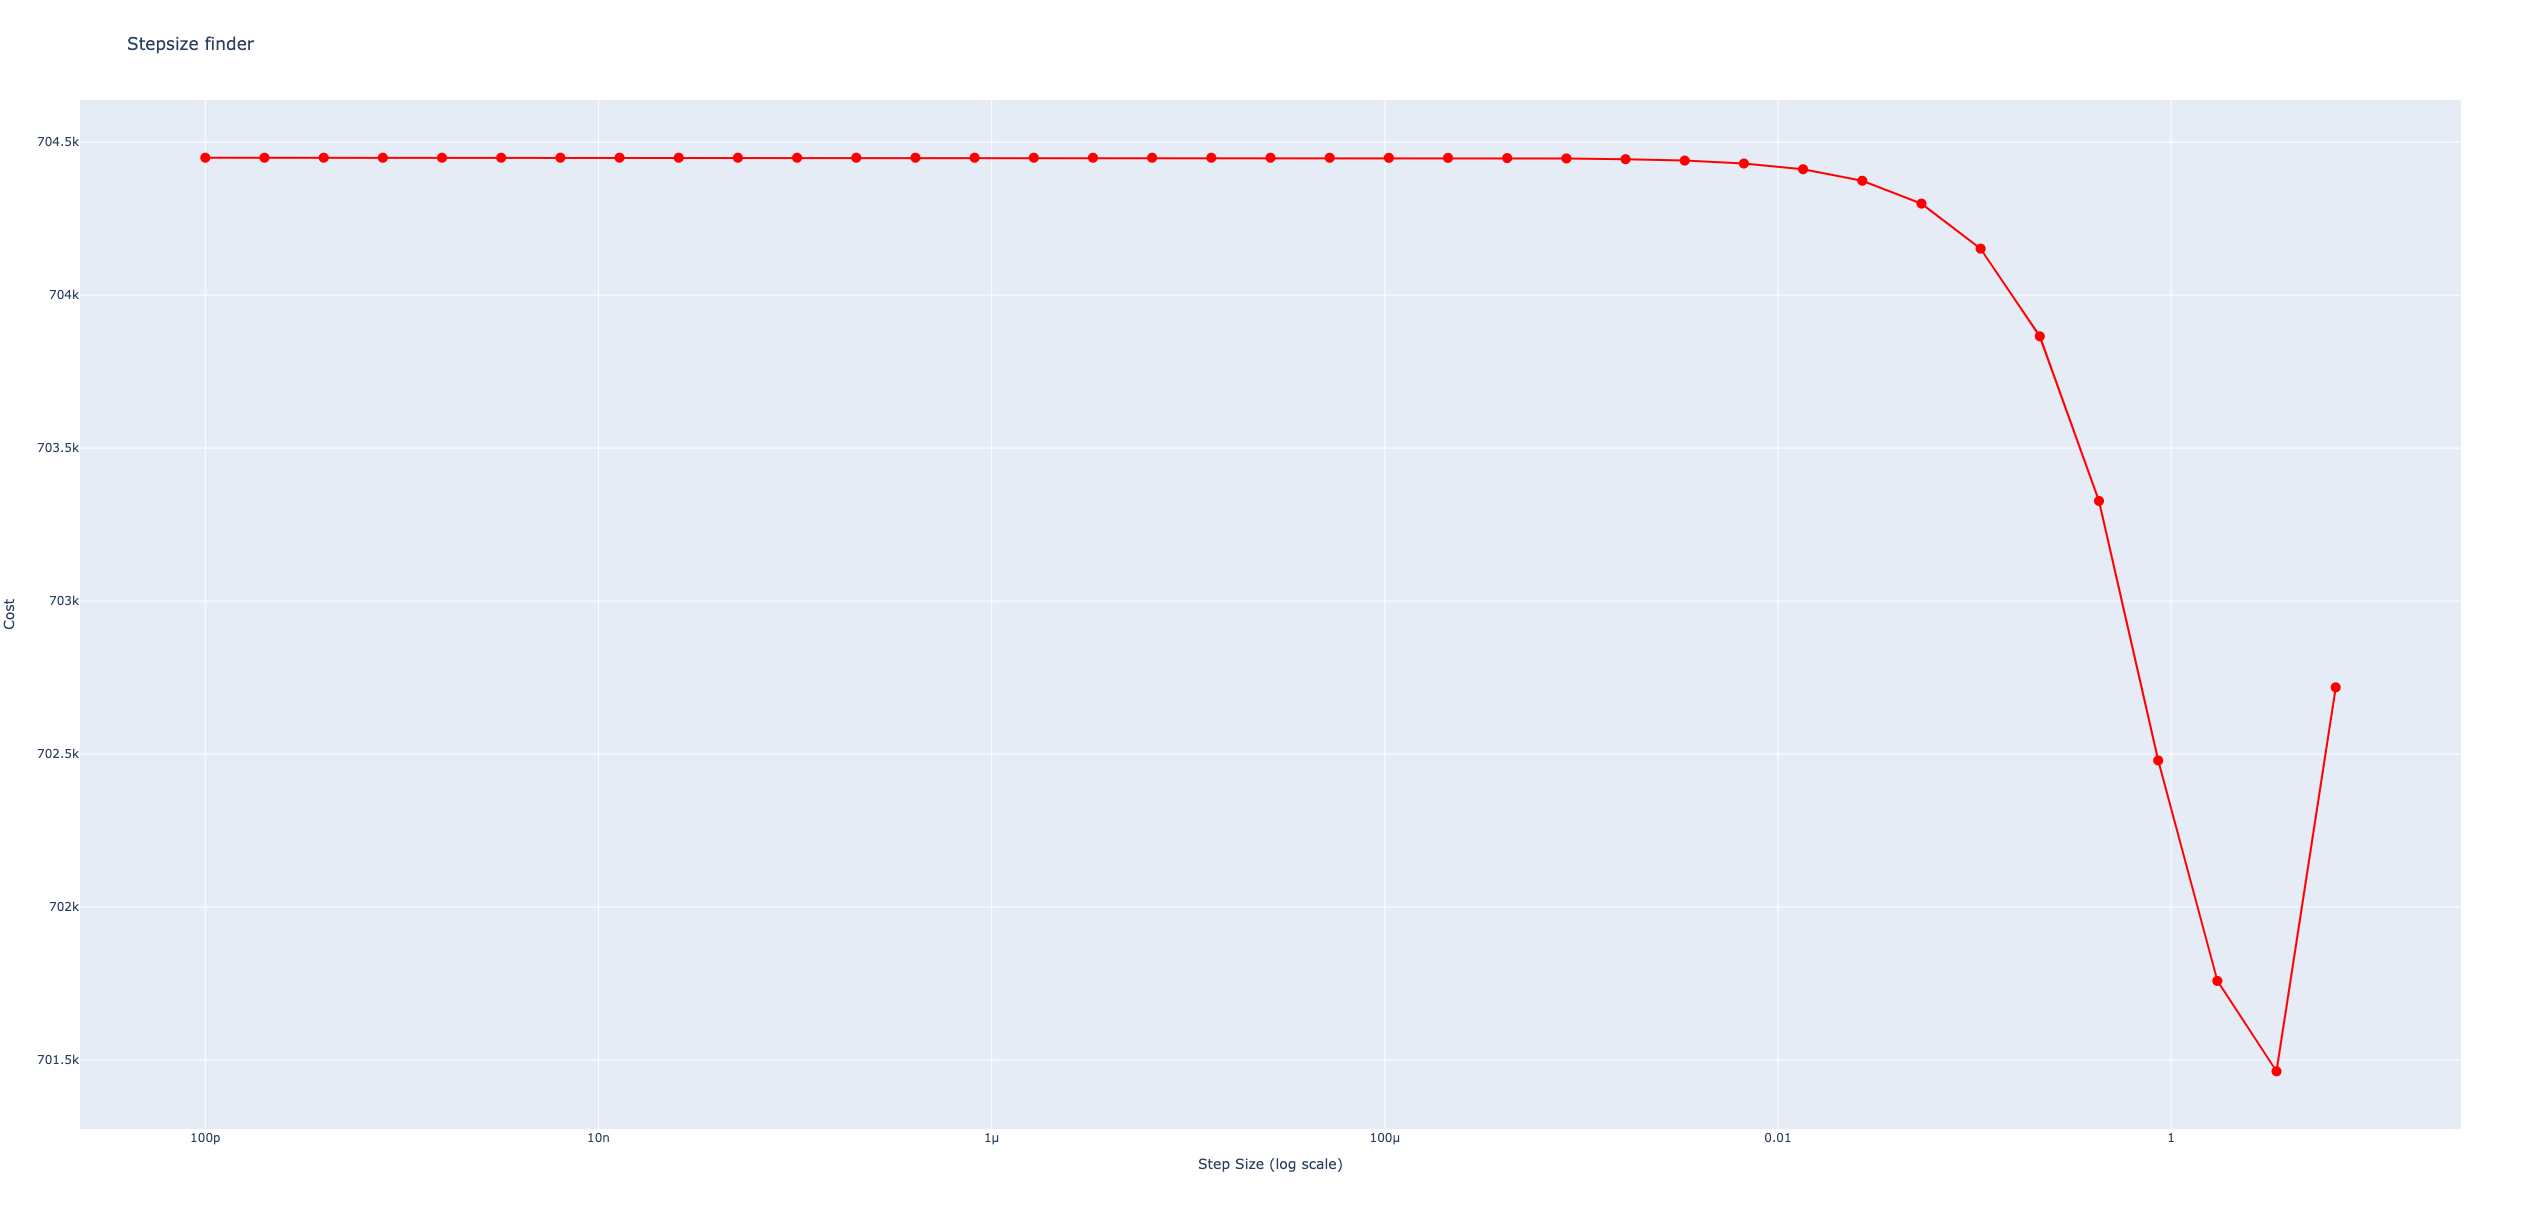 Stepsize finder
704.5k
704k
703.5k
703k
702.5k
702k
701.5k
Cost
100p
10n
1μ
100μ
0.01
1
Step Size (log scale)